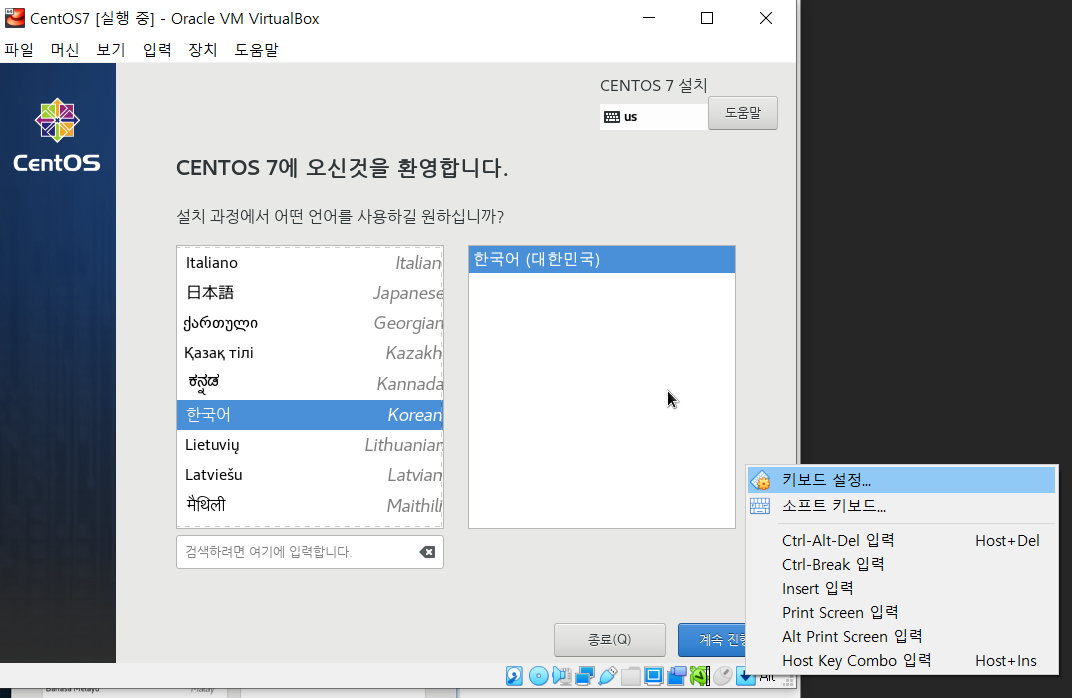 CentOS7 [실행 중] - Oracle VM VirtualBox
파일 머신 보기 입력 장치 도움말
CentOS
CENTOS 7 설치
us
도움말
CENTOS 7에 오신것을 환영합니다.
설치 과정에서 어떤 언어를 사용하길 원하십니까?
Italiano Italian
日本語 Japanese
ქართული Georgian
Қазақ тілі Kazakh
ಕನ್ನಡ Kannada
한국어 Korean
Lietuvių Lithuanian
Latviešu Latvian
मैथिली Maithili
검색하려면 여기에 입력합니다.
한국어 (대한민국)
종료(Q)
계속 진행
키보드 설정...
소프트 키보드...
Ctrl-Alt-Del 입력 Host+Del
Ctrl-Break 입력
Insert 입력
Print Screen 입력
Alt Print Screen 입력
Host Key Combo 입력 Host+Ins
Alt
Bahasa Melayu Malay